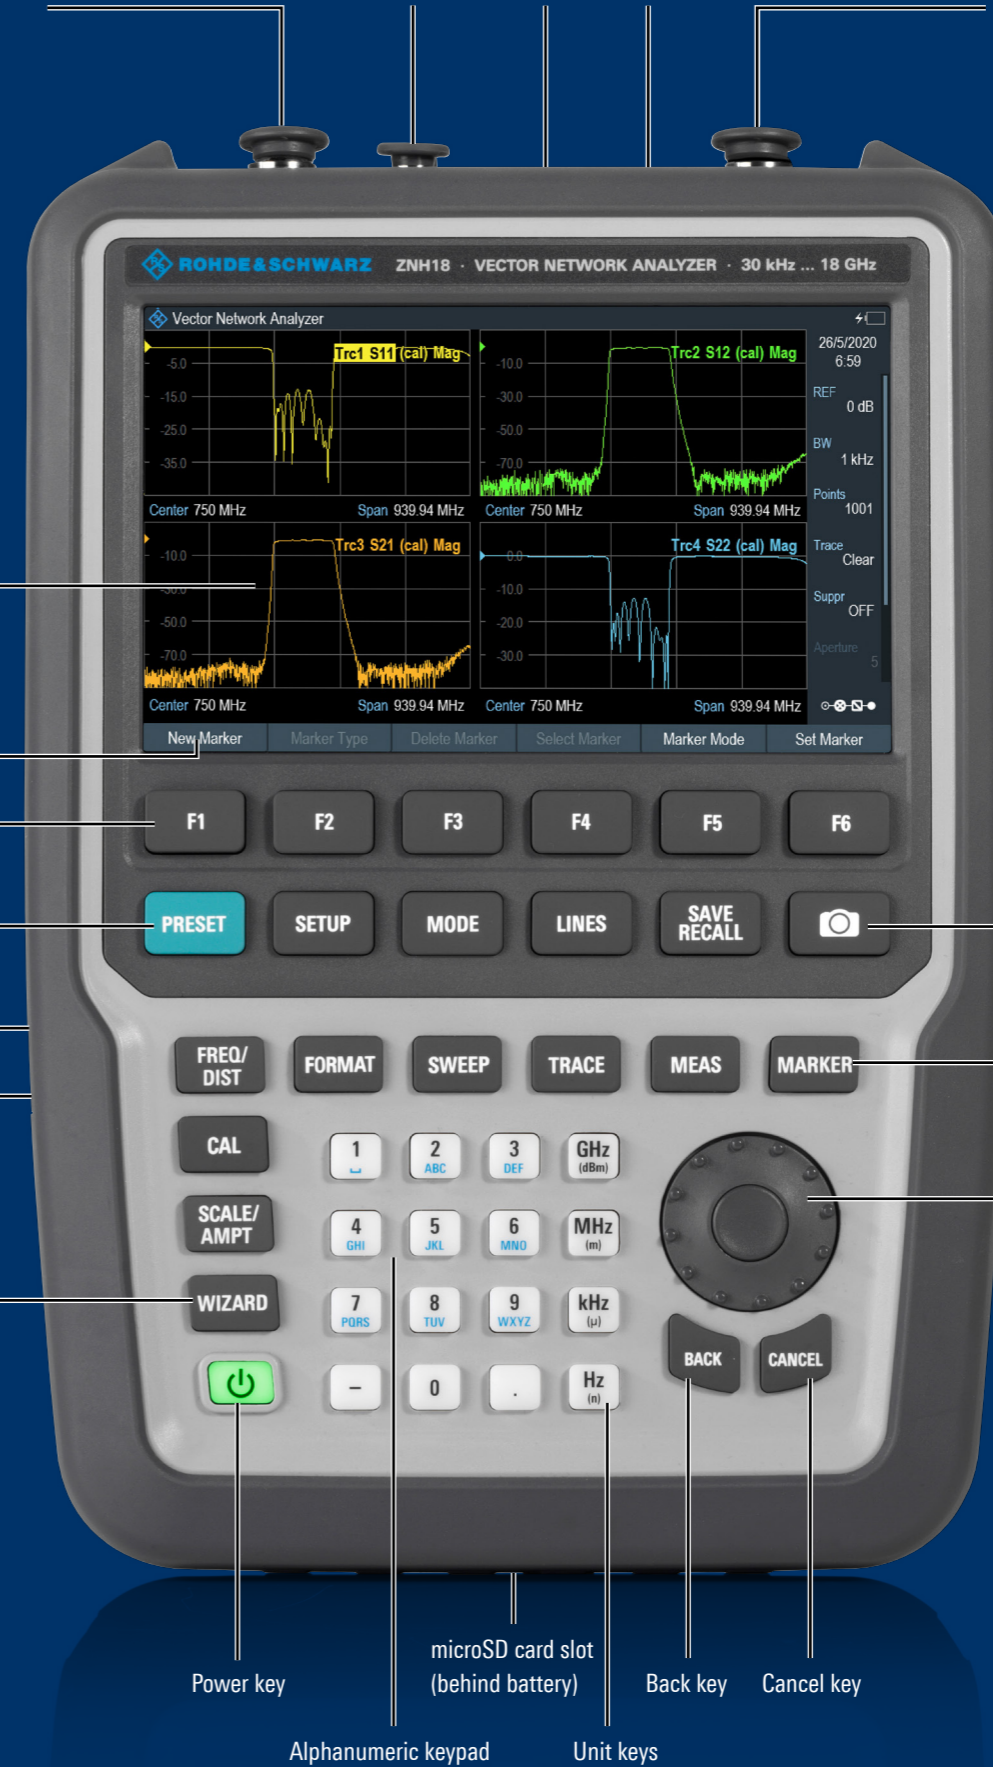 ROHDE&SCHWARZ ZNH18 · VECTOR NETWORK ANALYZER · 30 kHz ... 18 GHz
Vector Network Analyzer
26/5/2020
6:59
Trc1 S11 (cal) Mag
-5.0
-15.0
-25.0
-35.0
Center 750 MHz Span 939.94 MHz
Trc2 S12 (cal) Mag
-10.0
-30.0
-50.0
-70.0
Center 750 MHz Span 939.94 MHz
Trc3 S21 (cal) Mag
-10.0
-30.0
-50.0
-70.0
Center 750 MHz Span 939.94 MHz
Trc4 S22 (cal) Mag
0.0
-10.0
-20.0
-30.0
Center 750 MHz Span 939.94 MHz
REF
0 dB
BW
1 kHz
Points
1001
Trace
Clear
Suppr
OFF
Aperture
5
New Marker Marker Type Delete Marker Select Marker Marker Mode Set Marker
F1 F2 F3 F4 F5 F6
PRESET SETUP MODE LINES SAVE RECALL
FREQ/ DIST FORMAT SWEEP TRACE MEAS MARKER
CAL
SCALE/ AMPT
WIZARD
1 2 3 GHz
ABC DEF (dBm)
4 5 6 MHz
GHI JKL MNO (m)
7 8 9 kHz
PQRS TUV WXYZ (µ)
– 0 . Hz
(n)
BACK CANCEL
microSD card slot
(behind battery)
Power key
Back key
Cancel key
Alphanumeric keypad
Unit keys